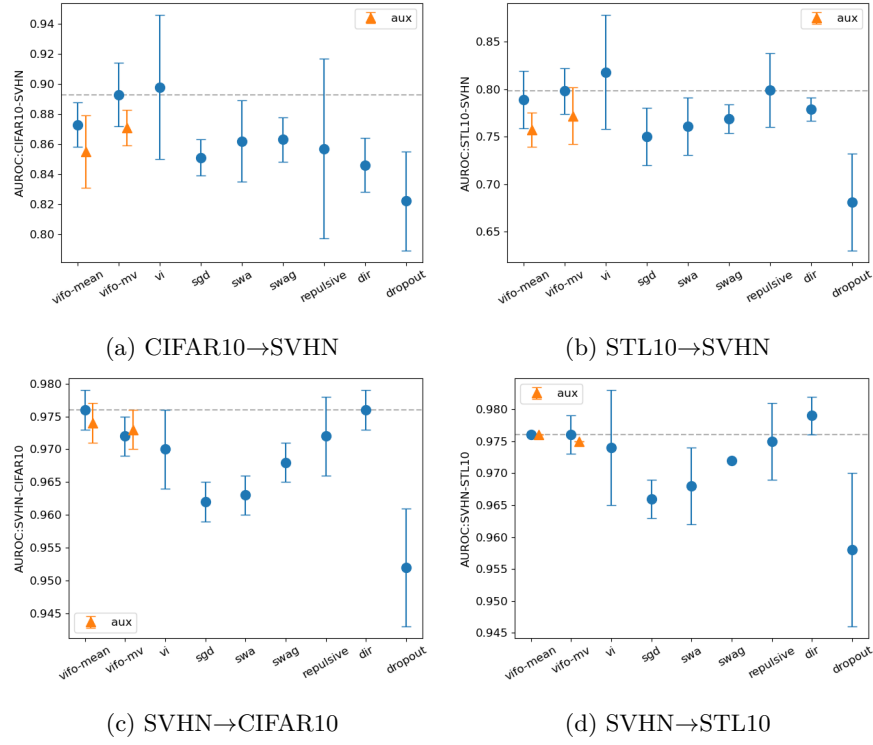 AUROC:CIFAR10-SVHN
0.94
0.92
0.90
0.88
0.86
0.84
0.82
0.80
aux
vifo-mean
vifo-mv
vi
sgd
swa
swag
repulsive
dir
dropout
(a) CIFAR10→SVHN
AUROC:STL10-SVHN
0.85
0.80
0.75
0.70
0.65
aux
vifo-mean
vifo-mv
vi
sgd
swa
swag
repulsive
dir
dropout
(b) STL10→SVHN
AUROC:SVHN-CIFAR10
0.980
0.975
0.970
0.965
0.960
0.955
0.950
0.945
aux
vifo-mean
vifo-mv
vi
sgd
swa
swag
repulsive
dir
dropout
(c) SVHN→CIFAR10
AUROC:SVHN-STL10
0.980
0.975
0.970
0.965
0.960
0.955
0.950
0.945
aux
vifo-mean
vifo-mv
vi
sgd
swa
swag
repulsive
dir
dropout
(d) SVHN→STL10